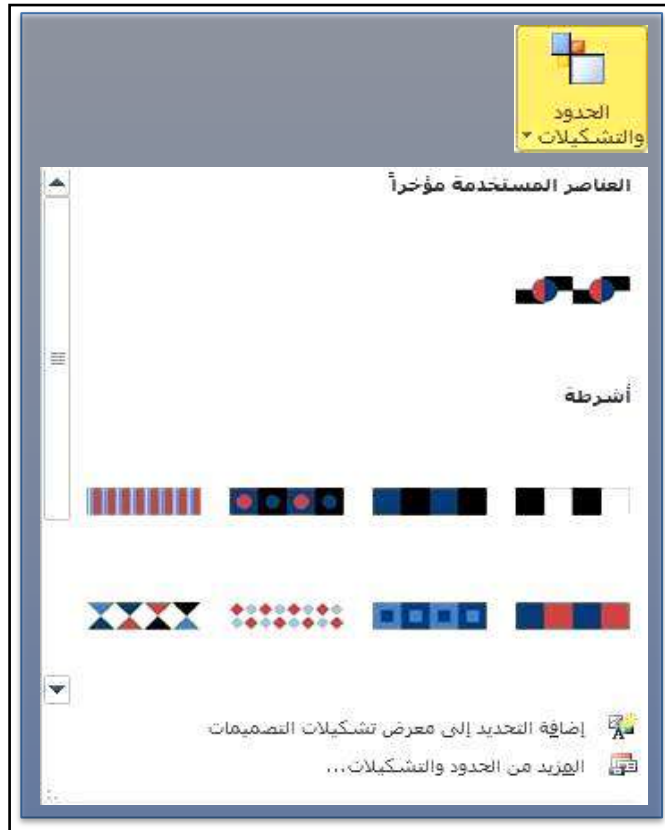 الحدود
والتشكيلات
العناصر المستخدمة مؤخراً
أشرطة
إضافة التحديد إلى معرض تشكيلات التصميمات
المزيد من الحدود والتشكيلات...